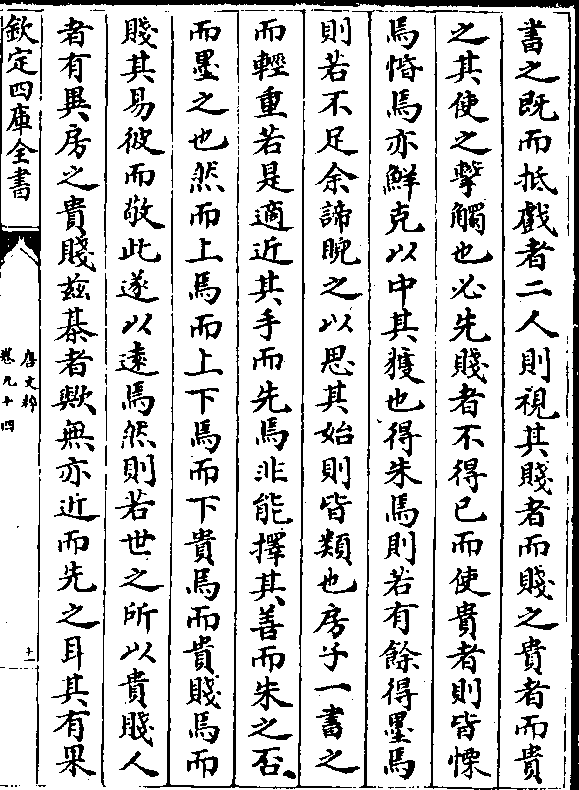 書之既而抵戲者二人則視其賤者而賤之貴者而貴
之其使之擊觸也必先賤者不得已而使貴者則皆慄
焉惛焉亦鮮克以中其獲也得朱焉則若有餘得墨焉
則若不足余諦睨之以思其始則皆類也房子一書之
而輕重若是適近其手而先焉非能擇其善而朱之否
而墨之也然而上焉而上下焉而下貴焉而貴賤焉而
賤其易彼而敬此遂以遠焉然則若世之所以貴賤人
者有異房之貴賤兹棊者歟無亦近而先之耳其有果
欽定四庫全書
唐文粹
卷九十四
十一